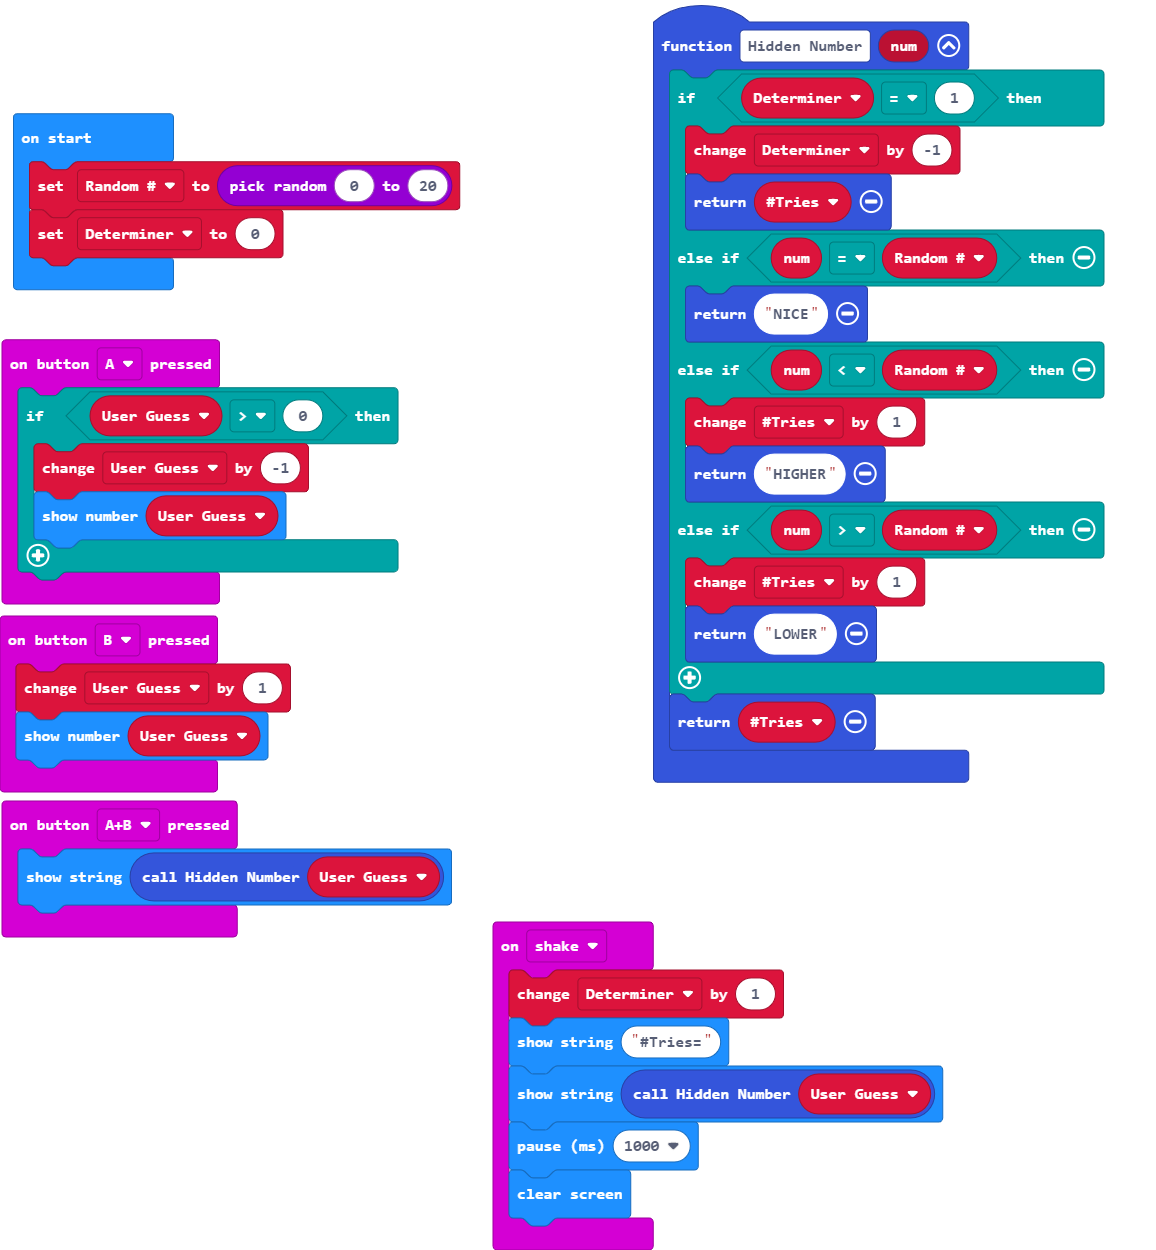 on start
set Random # to pick random 0 to 20
set Determiner to 0
on button A pressed
if User Guess > 0 then
change User Guess by -1
show number User Guess
on button B pressed
change User Guess by 1
show number User Guess
on button A+B pressed
show string call Hidden Number User Guess
function Hidden Number num
if Determiner = 1 then
change Determiner by -1
return #Tries
else if num = Random # then
return "NICE"
else if num < Random # then
change #Tries by 1
return "HIGHER"
else if num > Random # then
change #Tries by 1
return "LOWER"
return #Tries
on shake
change Determiner by 1
show string "#Tries="
show string call Hidden Number User Guess
pause (ms) 1000
clear screen